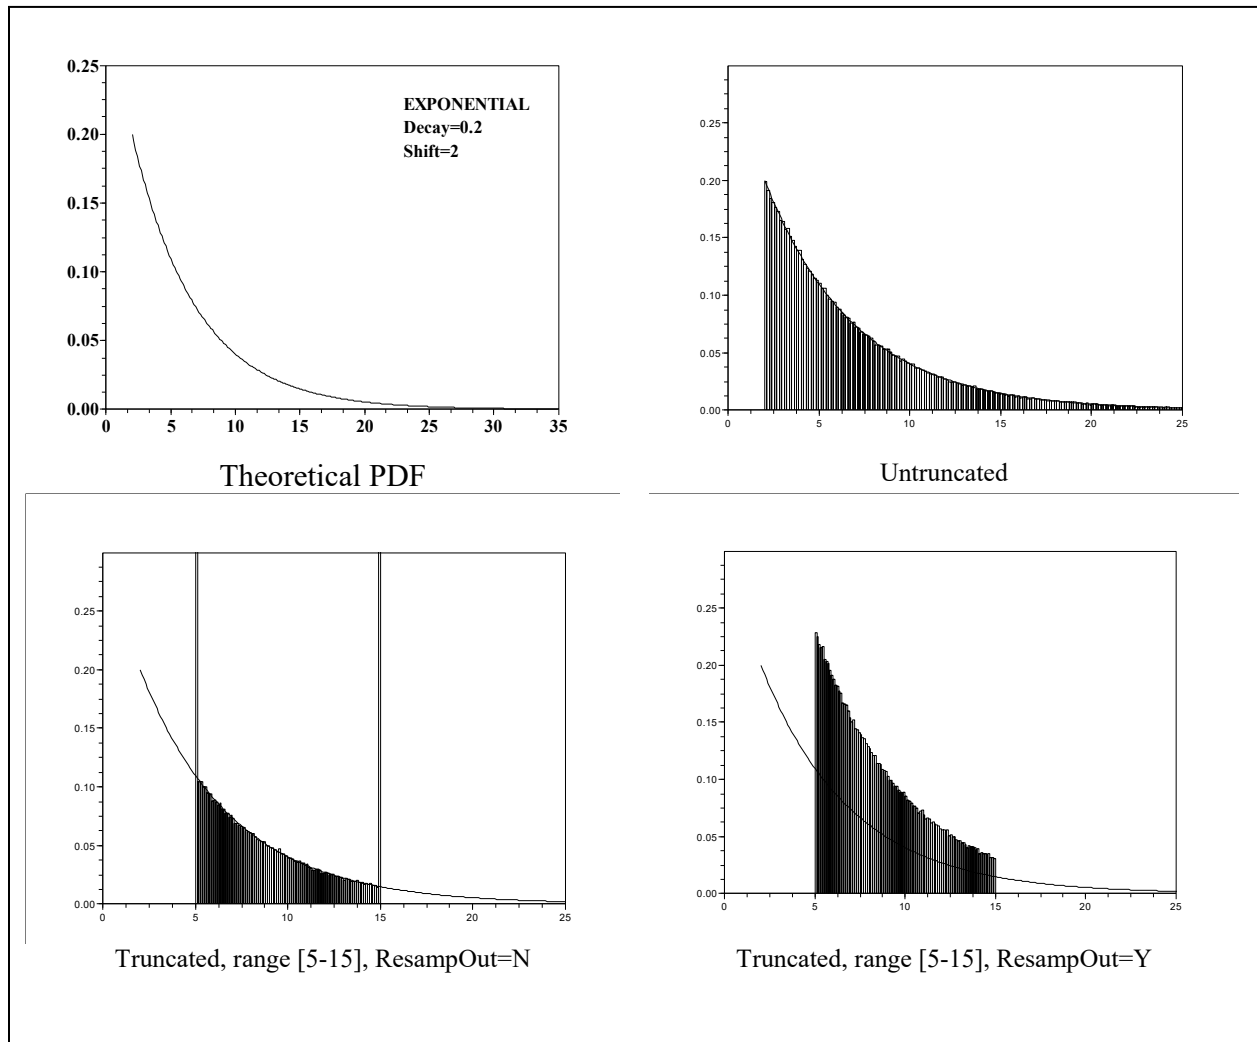 0.25
0.20
0.15
0.10
0.05
0.00
0 5 10 15 20 25 30 35
EXPONENTIAL
Decay=0.2
Shift=2
Theoretical PDF
0.25
0.20
0.15
0.10
0.05
0.00
0 5 10 15 20 25
Untruncated
0.25
0.20
0.15
0.10
0.05
0.00
0 5 10 15 20 25
Truncated, range [5-15], ResampOut=N
0.25
0.20
0.15
0.10
0.05
0.00
0 5 10 15 20 25
Truncated, range [5-15], ResampOut=Y